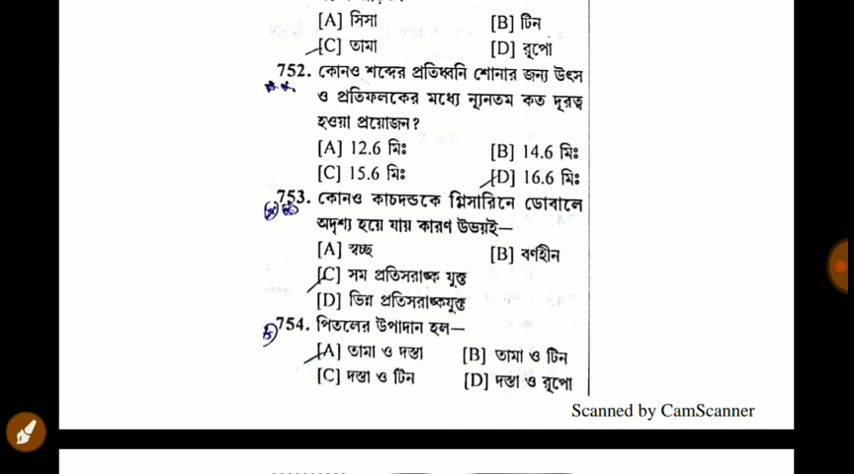 [A] সিসা [B] টিন
[C] তামা [D] রূপো
752. কোনও শব্দের প্রতিধ্বনি শোনার জন্য উৎস
ও প্রতিফলকের মধ্যে ন্যূনতম কত দূরত্ব
হওয়া প্রয়োজন?
[A] 12.6 মিঃ [B] 14.6 মিঃ
[C] 15.6 মিঃ [D] 16.6 মিঃ
753. কোনও কাচদন্ডকে গ্লিসারিনে ডোবালে
অদৃশ্য হয়ে যায় কারণ উভয়ই—
[A] স্বচ্ছ [B] বর্ণহীন
[C] সম প্রতিসরাঙ্ক যুক্ত
[D] ভিন্ন প্রতিসরাঙ্কযুক্ত
754. পিতলের উপাদান হল—
[A] তামা ও দস্তা [B] তামা ও টিন
[C] দস্তা ও টিন [D] দস্তা ও রূপো
Scanned by CamScanner